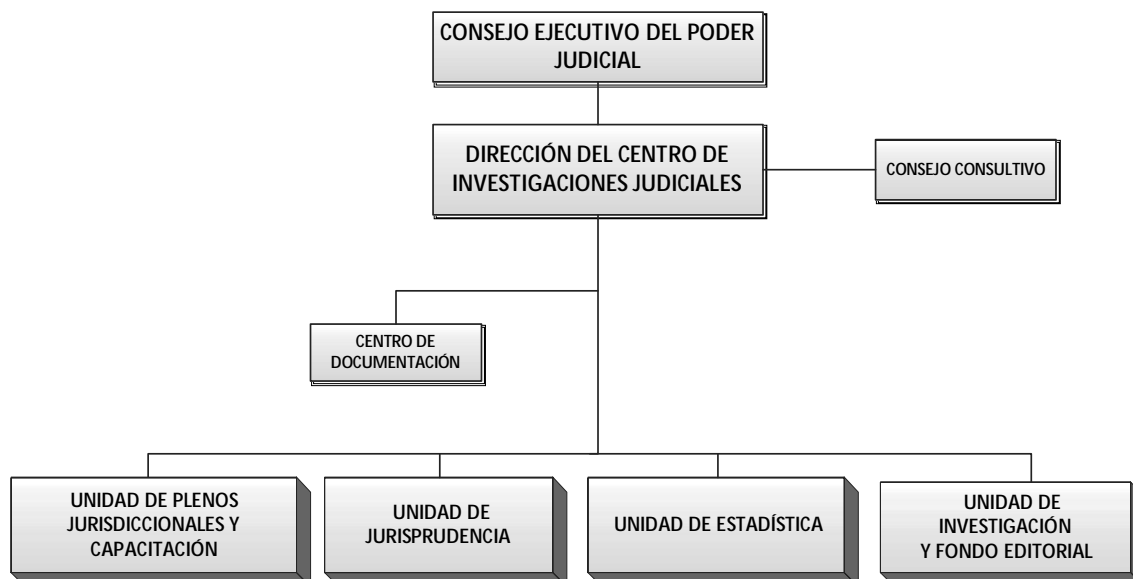 CONSEJO EJECUTIVO DEL PODER
JUDICIAL
DIRECCIÓN DEL CENTRO DE
INVESTIGACIONES JUDICIALES
CONSEJO CONSULTIVO
CENTRO DE
DOCUMENTACIÓN
UNIDAD DE PLENOS
JURISDICCIONALES Y
CAPACITACIÓN
UNIDAD DE
JURISPRUDENCIA
UNIDAD DE ESTADÍSTICA
UNIDAD DE
INVESTIGACIÓN
Y FONDO EDITORIAL